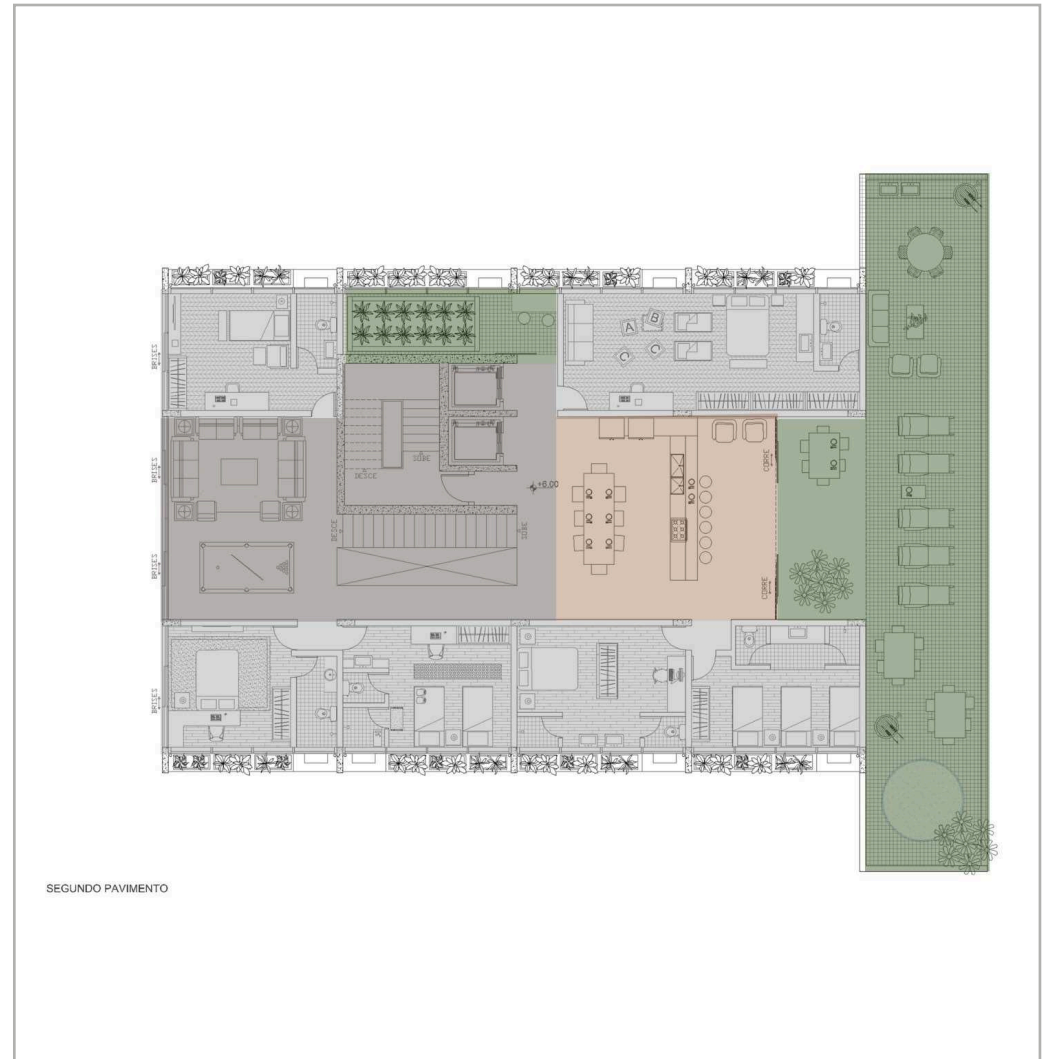 BRISES
A
B
C
C
BRISES
CORRE
SOBE
DESCE
+6.00
DESCE
SOBE
BRISES
CORRE
BRISES
SEGUNDO PAVIMENTO